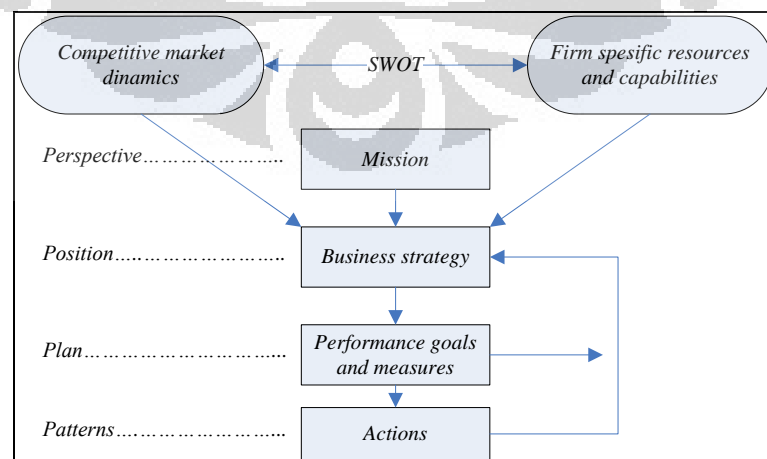 Competitive market
dinamics
SWOT
Firm spesific resources
and capabilities
Perspective…………………..
Mission
Position…..…………………..
Business strategy
Plan………………………...
Performance goals
and measures
Patterns….………………...
Actions